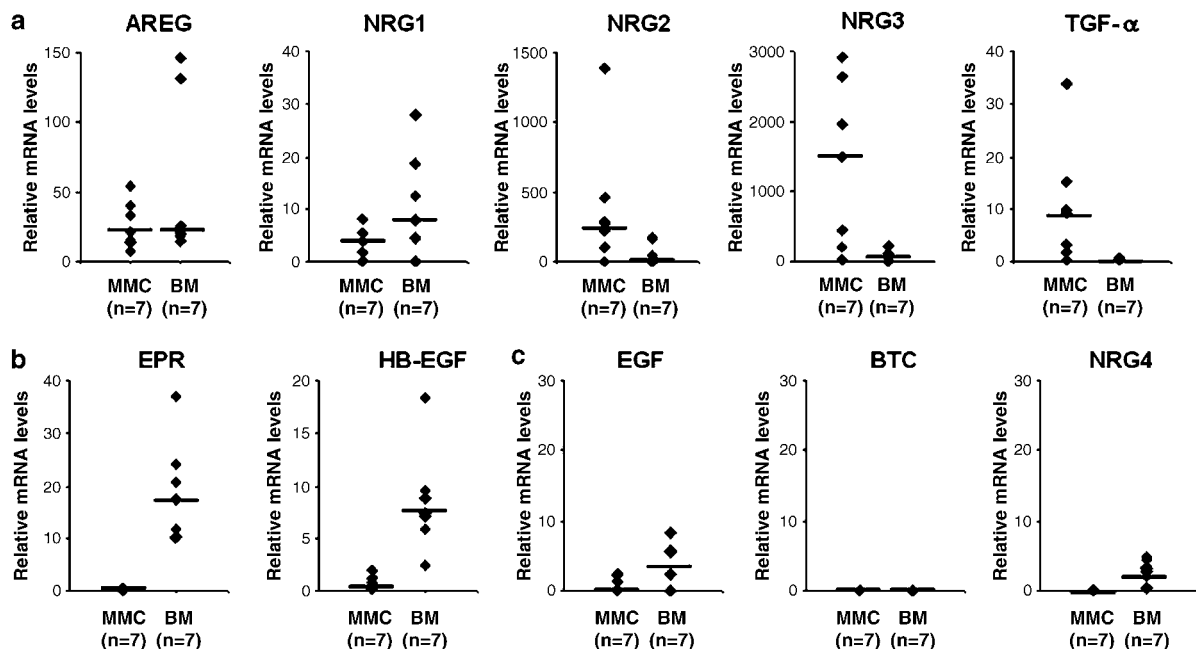 a
AREG
NRG1
NRG2
NRG3
TGF-α
Relative mRNA levels
150
100
50
0
MMC BM
(n=7) (n=7)
Relative mRNA levels
40
30
20
10
0
MMC BM
(n=7) (n=7)
Relative mRNA levels
1500
1000
500
0
MMC BM
(n=7) (n=7)
Relative mRNA levels
3000
2000
1000
0
MMC BM
(n=7) (n=7)
Relative mRNA levels
40
30
20
10
0
MMC BM
(n=7) (n=7)
b
EPR
HB-EGF
Relative mRNA levels
40
30
20
10
0
MMC BM
(n=7) (n=7)
Relative mRNA levels
20
15
10
5
0
MMC BM
(n=7) (n=7)
c
EGF
BTC
NRG4
Relative mRNA levels
30
20
10
0
MMC BM
(n=7) (n=7)
Relative mRNA levels
30
20
10
0
MMC BM
(n=7) (n=7)
Relative mRNA levels
30
20
10
0
MMC BM
(n=7) (n=7)